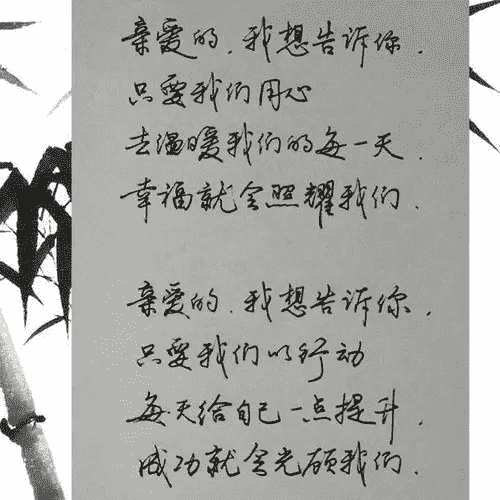 亲爱的，我想告诉你，
只要我们用心
去温暖我们的每一天，
幸福就会照耀我们。
亲爱的，我想告诉你，
只要我们以行动
每天给自己一点提升，
成功就会光顾我们。